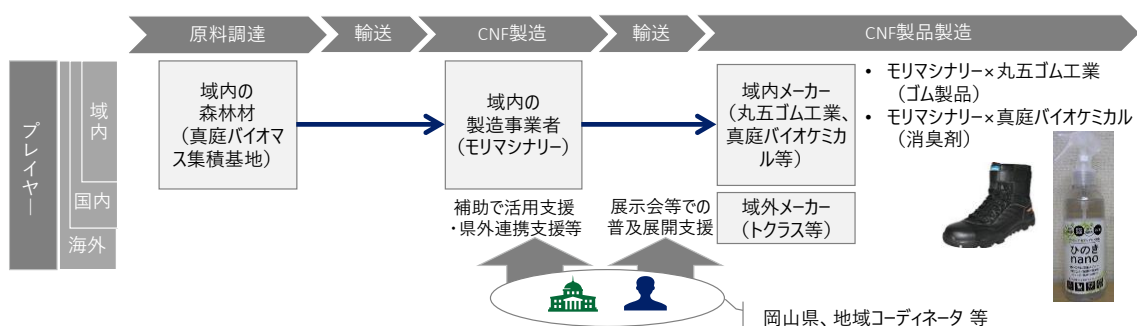 原料調達
輸送
CNF製造
輸送
CNF製品製造
プレイヤー
域内
国内
海外
域内の
森林材
（真庭バイオマ
ス集積基地）
域内の
製造事業者
（モリマシナリー）
域内メーカー
（丸五ゴム工業、
真庭バイオケミカ
ル等）
域外メーカー
（トクラス等）
• モリマシナリー×丸五ゴム工業
（ゴム製品）
• モリマシナリー×真庭バイオケミカル
（消臭剤）
補助で活用支援
・県外連携支援等
展示会等での
普及展開支援
ひのき
nano
岡山県、地域コーディネータ 等